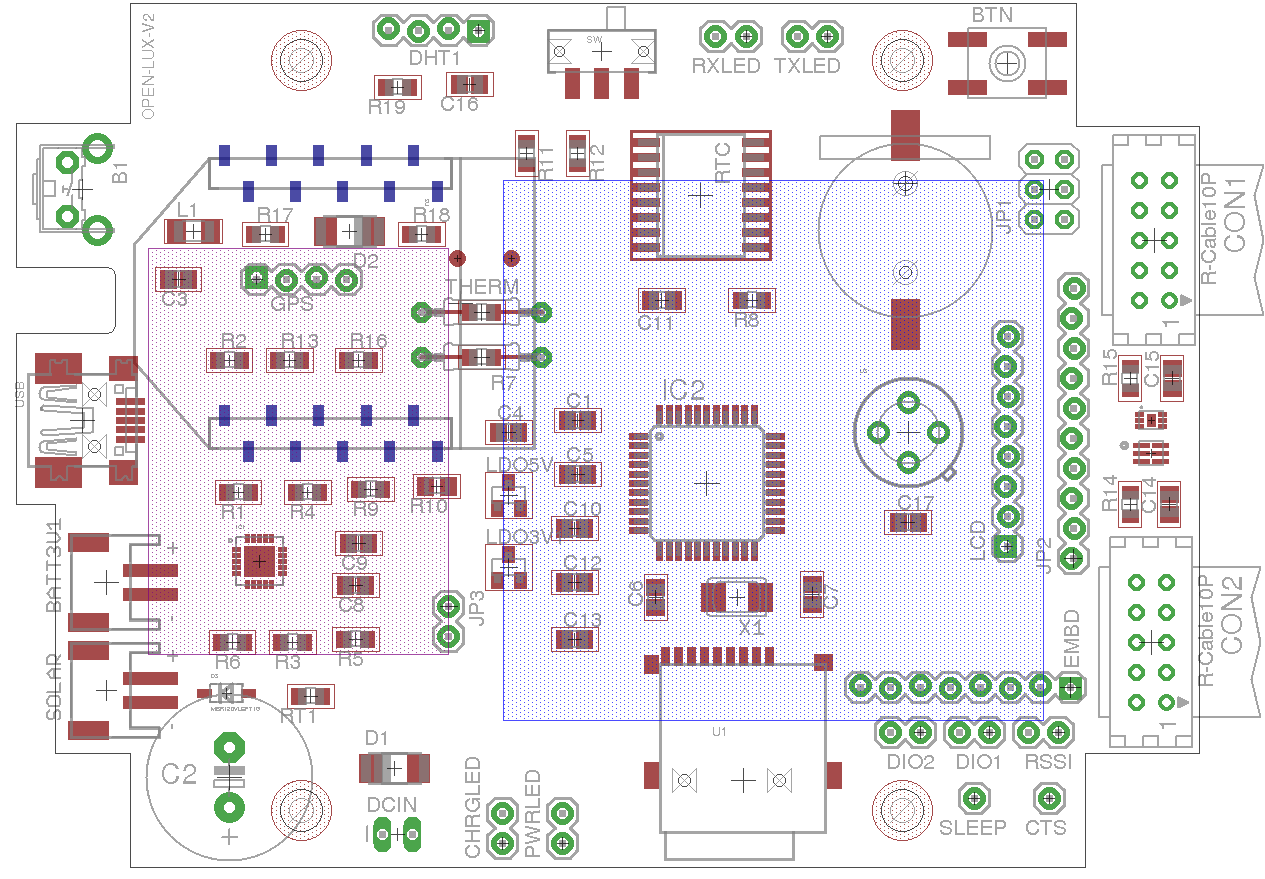 OPEN-LUX-V2
DHT1
SW
RXLED
TXLED
BTN
R19
C16
B1
R11
R12
RTC
JP1
R-Cable10P
CON1
1
L1
R17
R18
D2
C3
GPS
THERM
C11
R8
R2
R13
R16
R7
R15
C15
USB
IC2
C4
C1
LDO5V
C5
R1
R4
R9
R10
C10
C17
LCD
JP2
R14
C14
BATT3U1
+
-
C9
LDO3V
C12
C8
C6
C7
X1
JP3
C13
R6
R3
R5
SOLAR
+
-
EMBD
R-Cable10P
CON2
1
D3
RT1
U1
C2
+
D1
DCIN
CHRGLED
PWRLED
DIO2
DIO1
RSSI
SLEEP
CTS